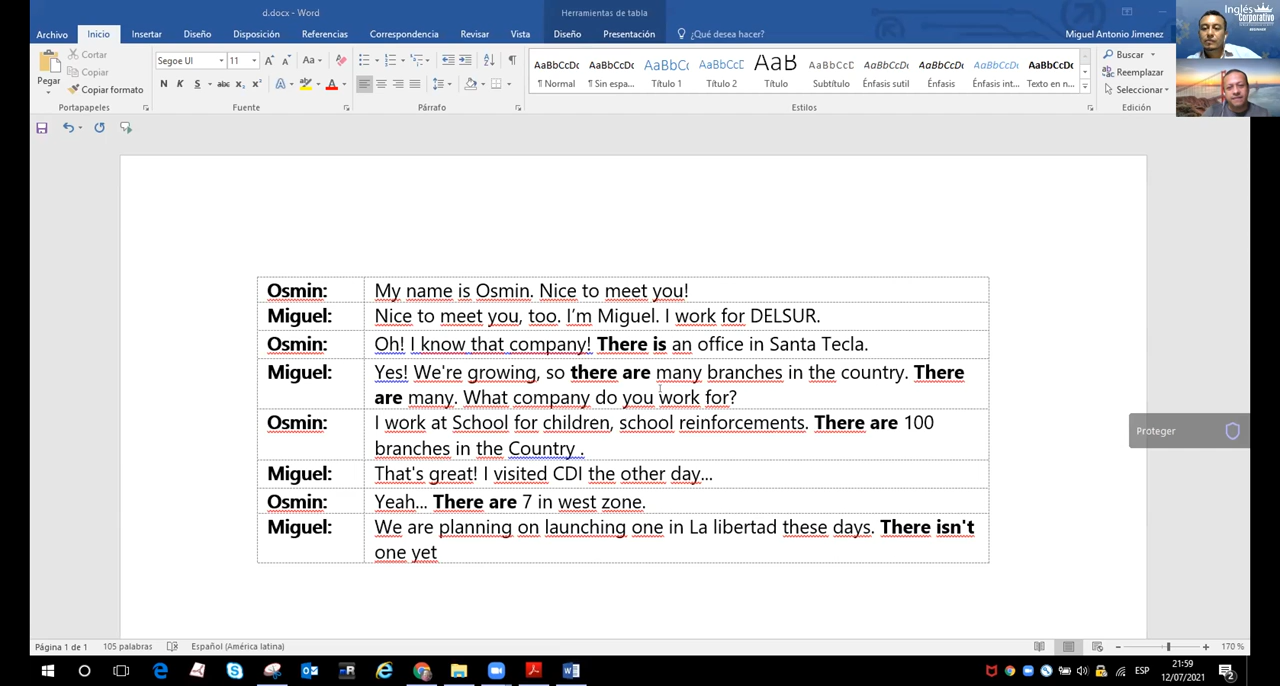 d.docx - Word
Herramientas de tabla
Inglés
Corporativo
Archivo Inicio Insertar Diseño Disposición Referencias Correspondencia Revisar Vista Diseño Presentación ¿Qué desea hacer? Miguel Antonio Jimenez
Pegar
Cortar
Copiar
Copiar formato
Portapapeles
Segoe UI 11
N K S abc x₂ x²
Fuente
Párrafo
AaBbCcDc AaBbCcDc AaBbCc AaBbCcD AaB AaBbCcD AaBbCcDc AaBbCcDc AaBbCcDc AaBbCcDc
¶ Normal ¶ Sin espa... Título 1 Título 2 Título Subtítulo Énfasis sutil Énfasis Énfasis int... Texto en n...
Estilos
Buscar
Reemplazar
Seleccionar
Edición
Osmin: My name is Osmin. Nice to meet you!
Miguel: Nice to meet you, too. I'm Miguel. I work for DELSUR.
Osmin: Oh! I know that company! There is an office in Santa Tecla.
Miguel: Yes! We're growing, so there are many branches in the country. There
are many. What company do you work for?
Osmin: I work at School for children, school reinforcements. There are 100
branches in the Country .
Miguel: That's great! I visited CDI the other day...
Osmin: Yeah... There are 7 in west zone.
Miguel: We are planning on launching one in La libertad these days. There isn't
one yet
Proteger
Página 1 de 1 105 palabras Español (América latina) 170 %
ESP
21:59
12/07/2021